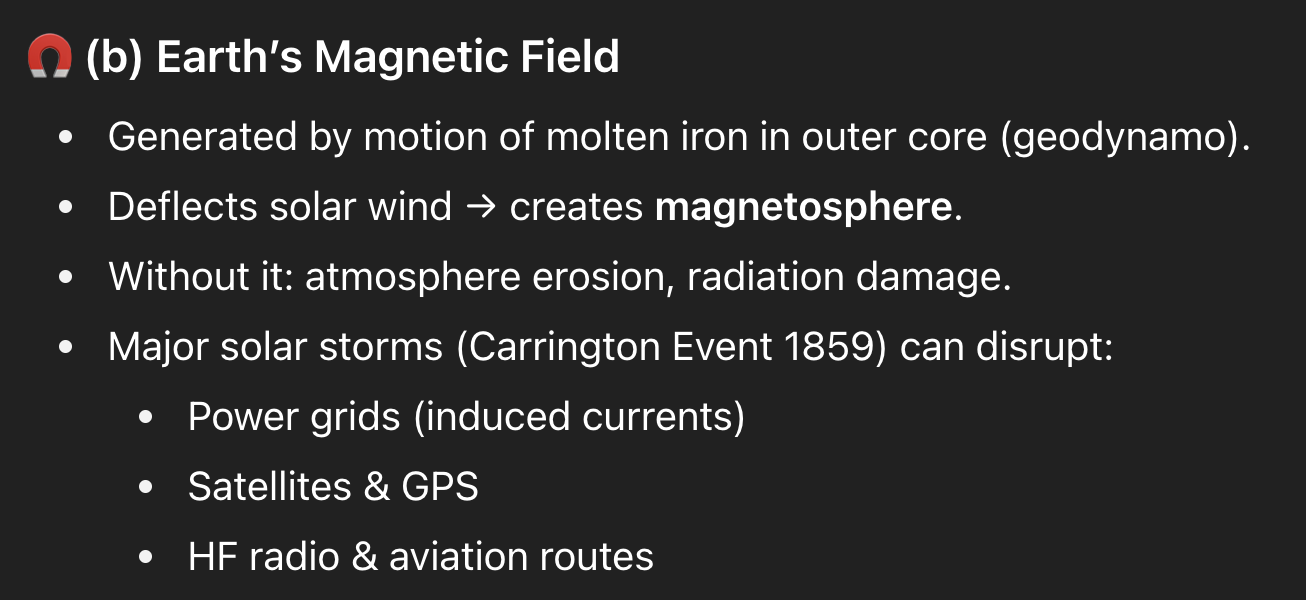 🧲 (b) Earth’s Magnetic Field
• Generated by motion of molten iron in outer core (geodynamo).
• Deflects solar wind → creates magnetosphere.
• Without it: atmosphere erosion, radiation damage.
• Major solar storms (Carrington Event 1859) can disrupt:
• Power grids (induced currents)
• Satellites & GPS
• HF radio & aviation routes